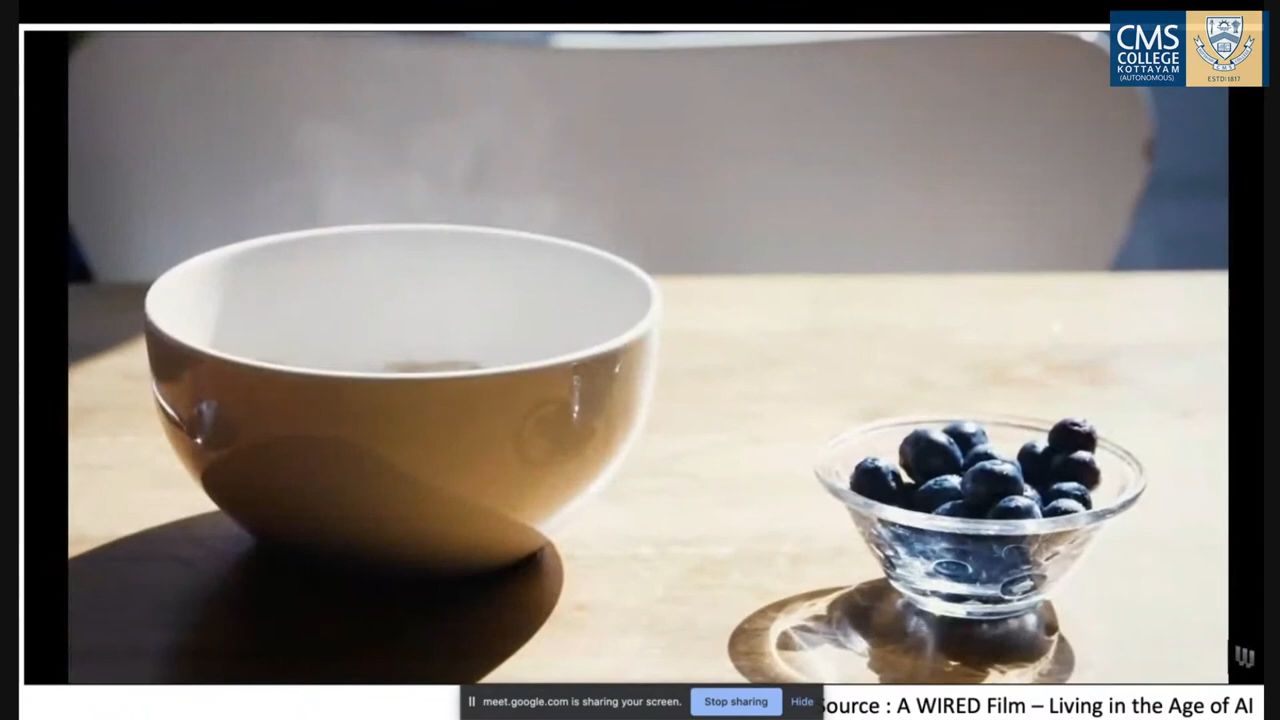 CMS
COLLEGE
KOTTAYAM
(AUTONOMOUS)
C M S
ESTD:1817
meet.google.com is sharing your screen.
Stop sharing
Hide
Source : A WIRED Film – Living in the Age of AI